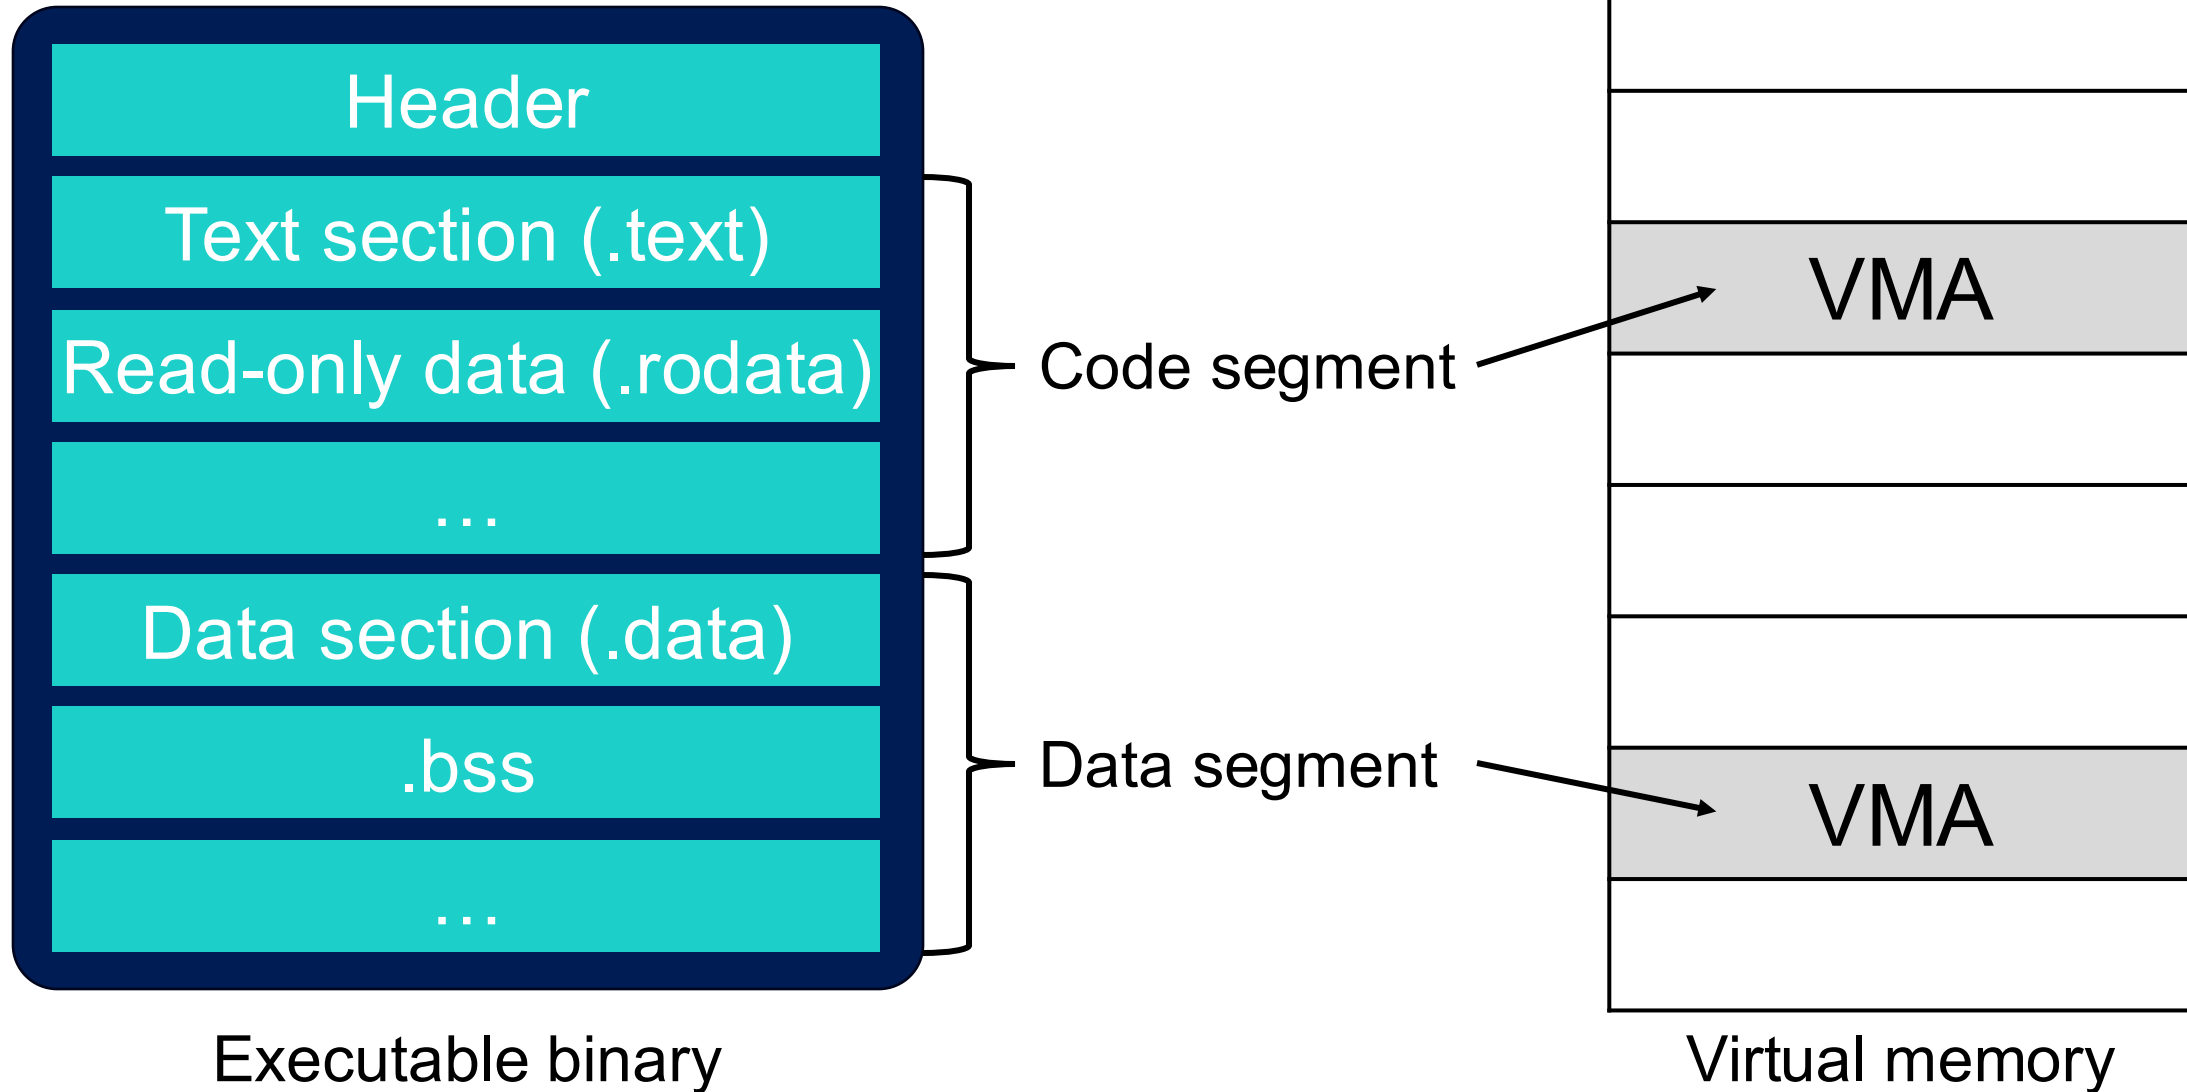 Header
Text section (.text)
Read-only data (.rodata)
…
Data section (.data)
.bss
…
Executable binary
Code segment
Data segment
VMA
VMA
Virtual memory